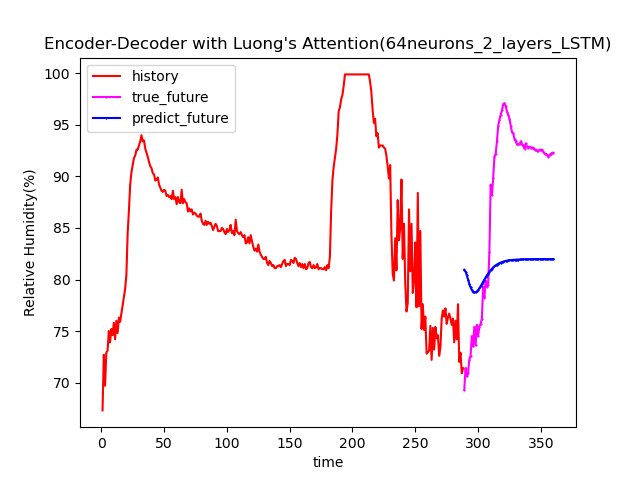 Encoder-Decoder with Luong's Attention(64neurons_2_layers_LSTM)
history
true_future
predict_future
Relative Humidity(%)
100
95
90
85
80
75
70
0 50 100 150 200 250 300 350
time